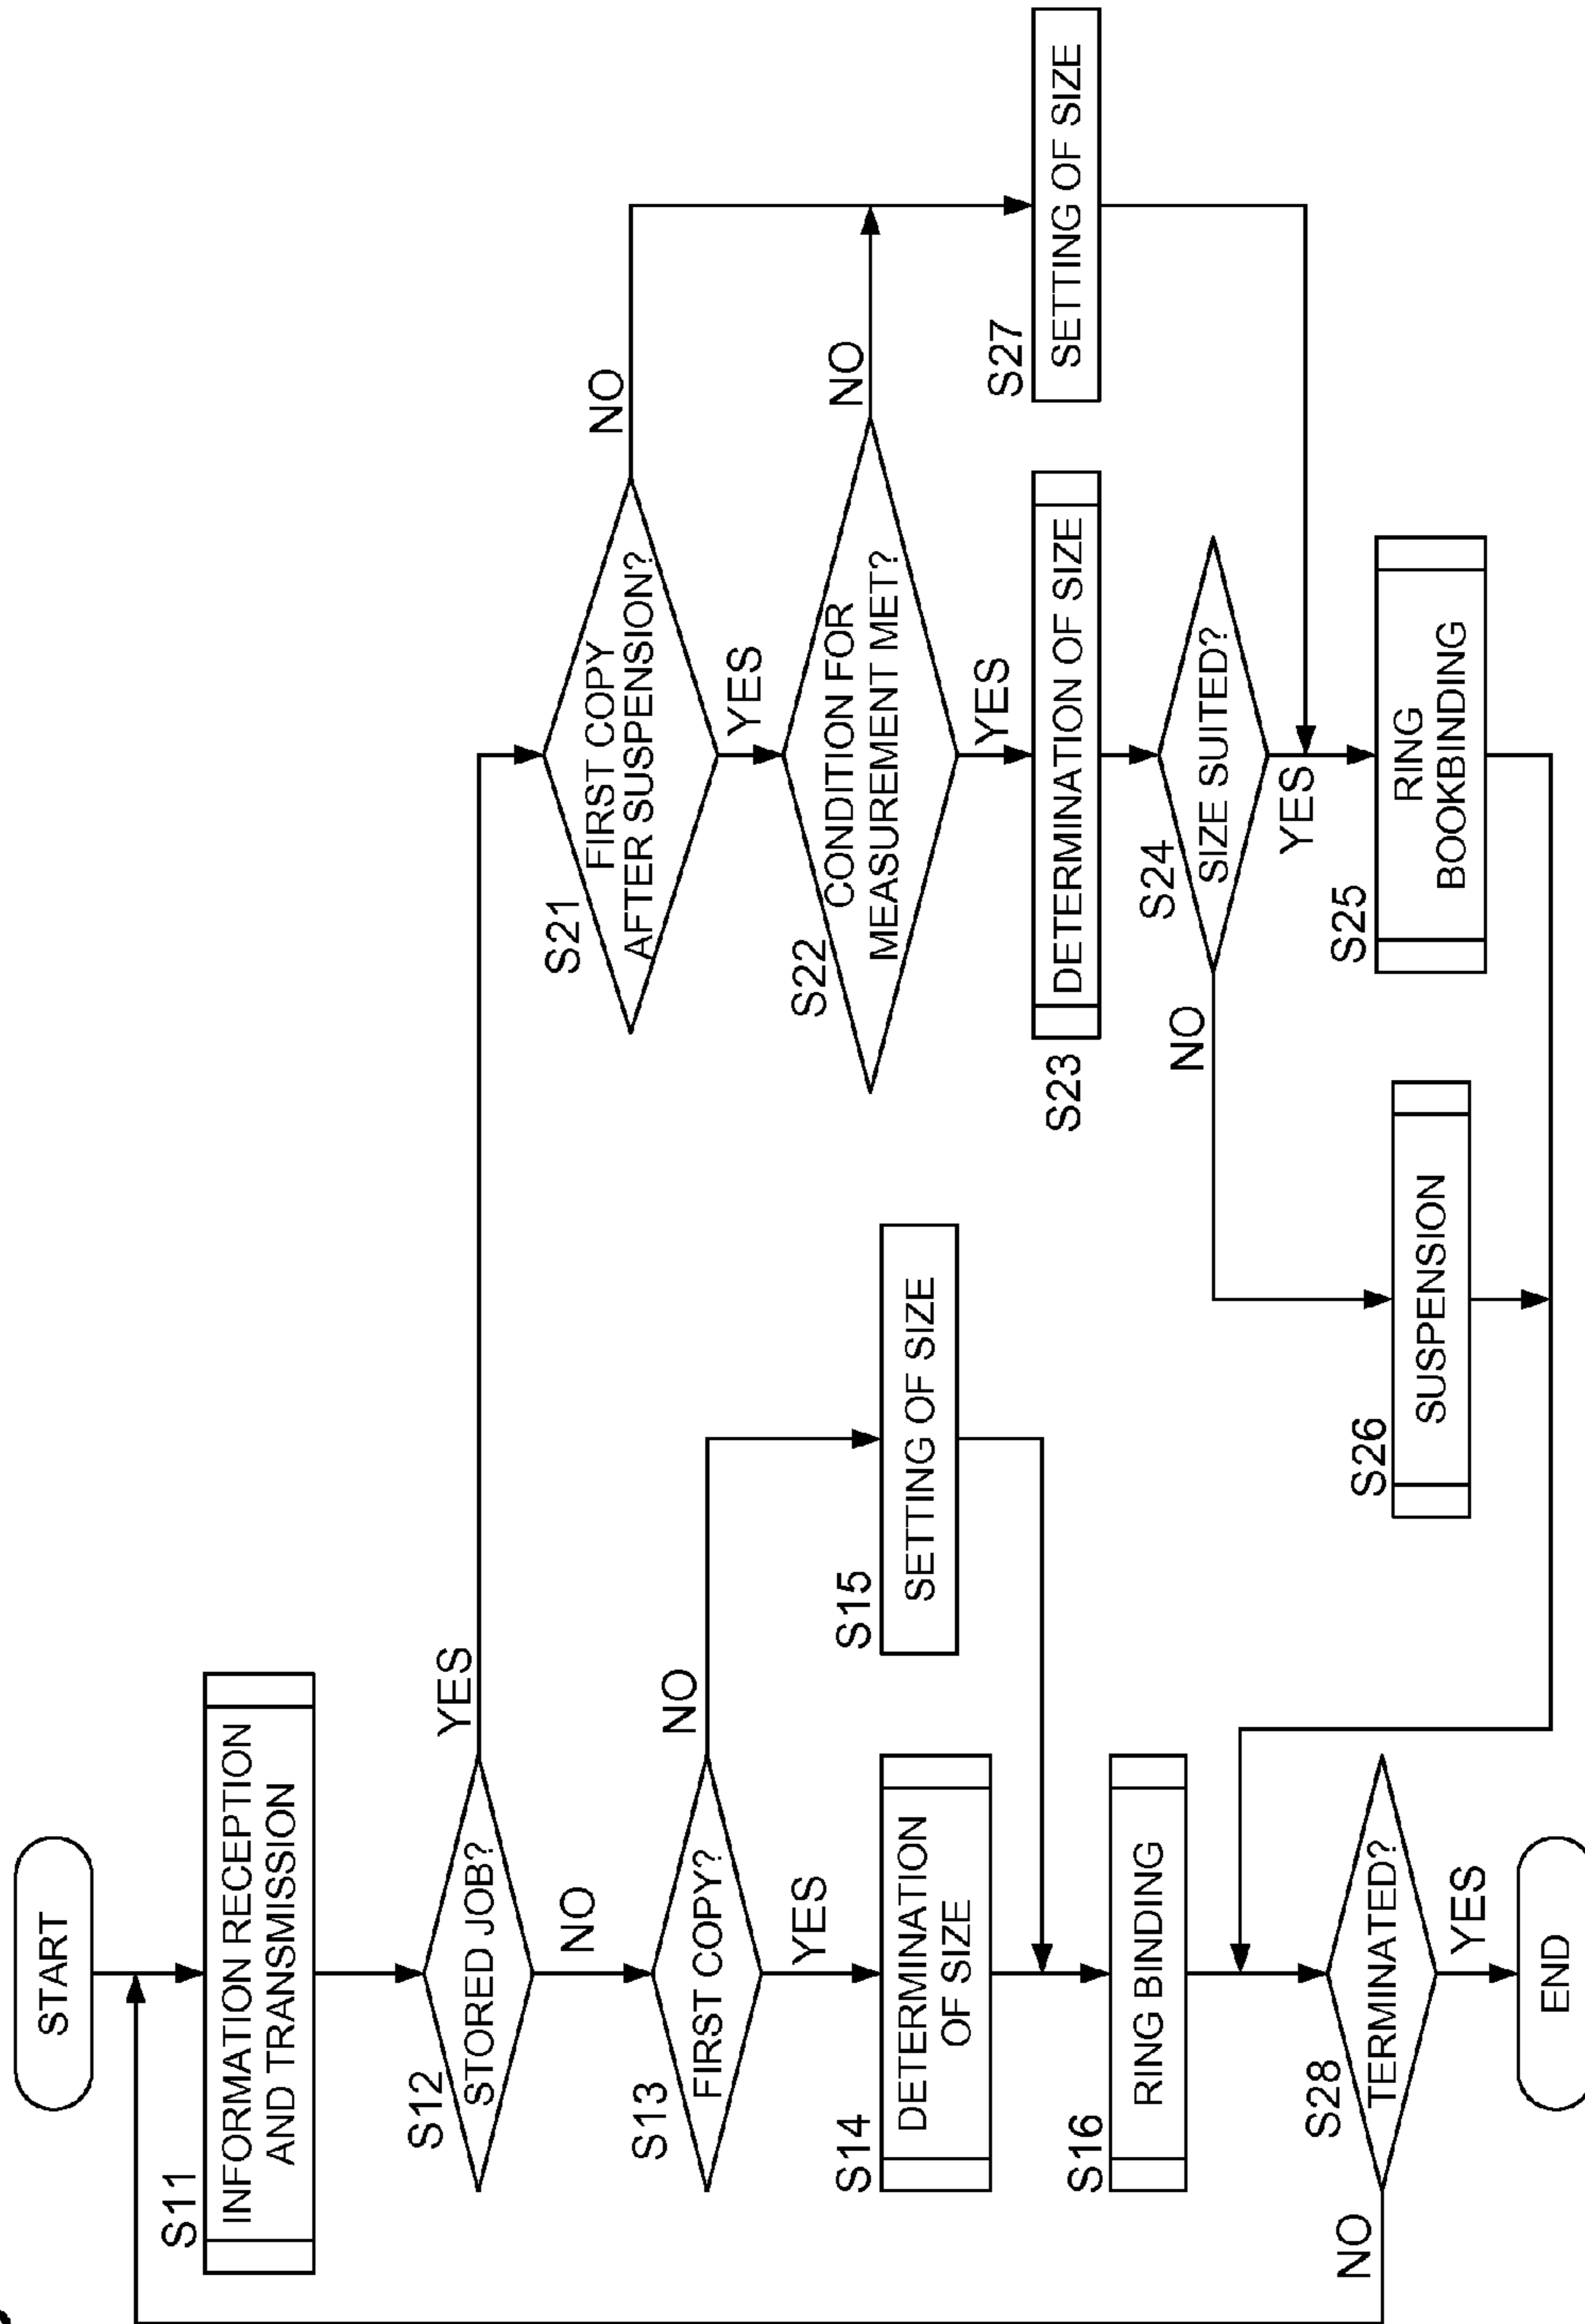 START
S11
INFORMATION RECEPTION
AND TRANSMISSION
S12
STORED JOB?
YES
NO
S13
FIRST COPY?
NO
YES
S14
DETERMINATION
OF SIZE
S15
SETTING OF SIZE
S16
RING BINDING
S21
FIRST COPY
AFTER SUSPENSION?
NO
YES
S22
CONDITION FOR
MEASUREMENT MET?
NO
YES
S23
DETERMINATION OF SIZE
S27
SETTING OF SIZE
S24
SIZE SUITED?
NO
YES
S25
RING
BOOKBINDING
S26
SUSPENSION
S28
TERMINATED?
NO
YES
END